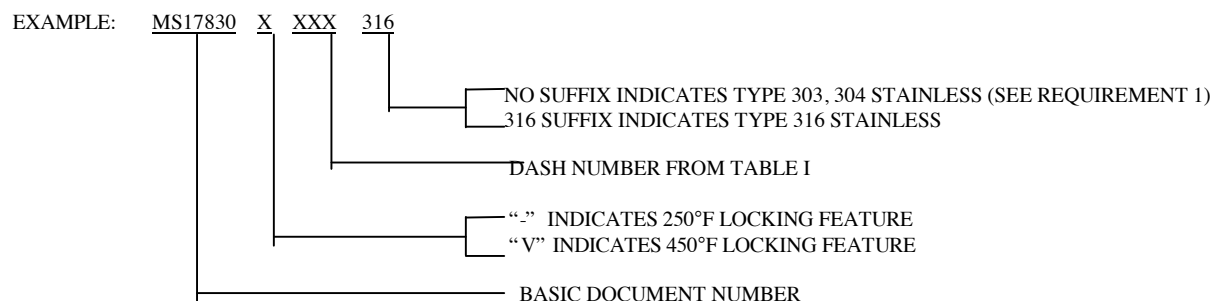 EXAMPLE: MS17830 X XXX 316
NO SUFFIX INDICATES TYPE 303, 304 STAINLESS (SEE REQUIREMENT 1)
316 SUFFIX INDICATES TYPE 316 STAINLESS
DASH NUMBER FROM TABLE I
“-” INDICATES 250°F LOCKING FEATURE
“V” INDICATES 450°F LOCKING FEATURE
BASIC DOCUMENT NUMBER